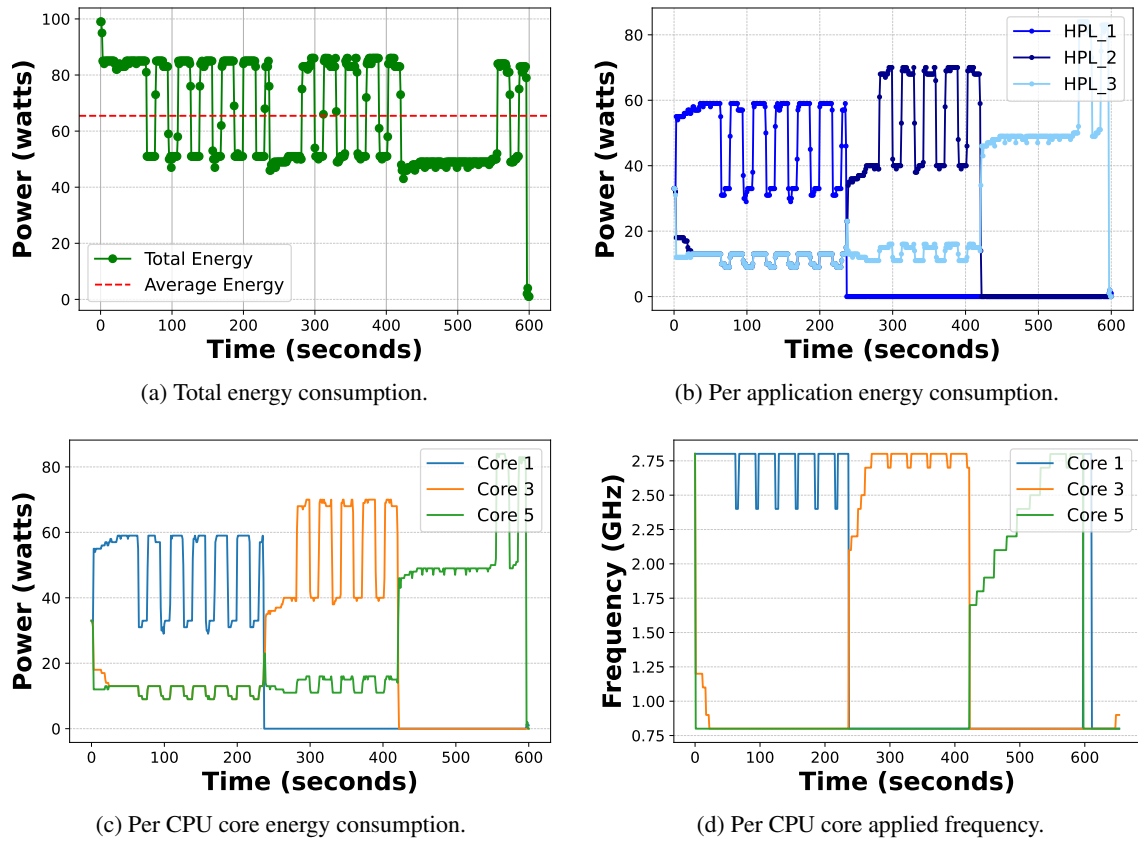 100
80
60
40
20
0
Power (watts)
Total Energy
Average Energy
0 100 200 300 400 500 600
Time (seconds)
(a) Total energy consumption.
80
60
40
20
0
Power (watts)
HPL_1
HPL_2
HPL_3
0 100 200 300 400 500 600
Time (seconds)
(b) Per application energy consumption.
80
60
40
20
0
Power (watts)
Core 1
Core 3
Core 5
0 100 200 300 400 500 600
Time (seconds)
(c) Per CPU core energy consumption.
2.75
2.50
2.25
2.00
1.75
1.50
1.25
1.00
0.75
Frequency (GHz)
Core 1
Core 3
Core 5
0 100 200 300 400 500 600
Time (seconds)
(d) Per CPU core applied frequency.